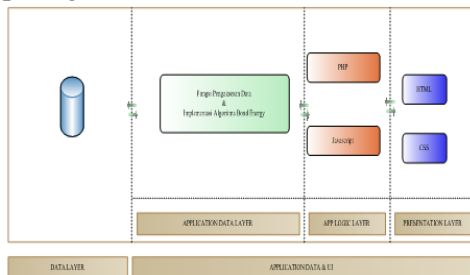 Fungsi Pengamanan Data
&
Implementasi Algoritma Bond Energy
PHP
Javascript
HTML
CSS
APPLICATION DATA LAYER
APP LOGIC LAYER
PRESENTATION LAYER
DATA LAYER
APPLICATION DATA & UI